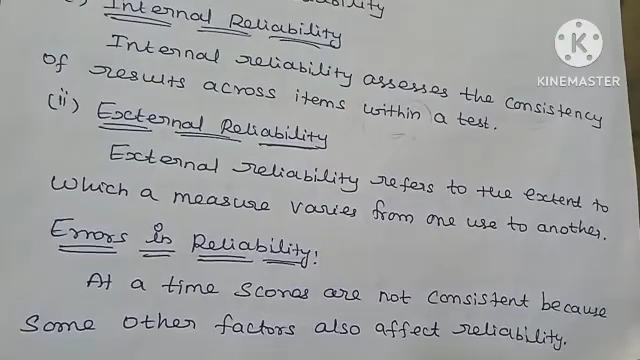 Internal Reliability
Internal reliability assesses the consistency
of results across items within a test.
(ii) External Reliability
External reliability refers to the extend to
which a measure varies from one use to another.
Errors in Reliability:
At a time scores are not consistent because
some other factors also affect reliability.
K
KINEMASTER